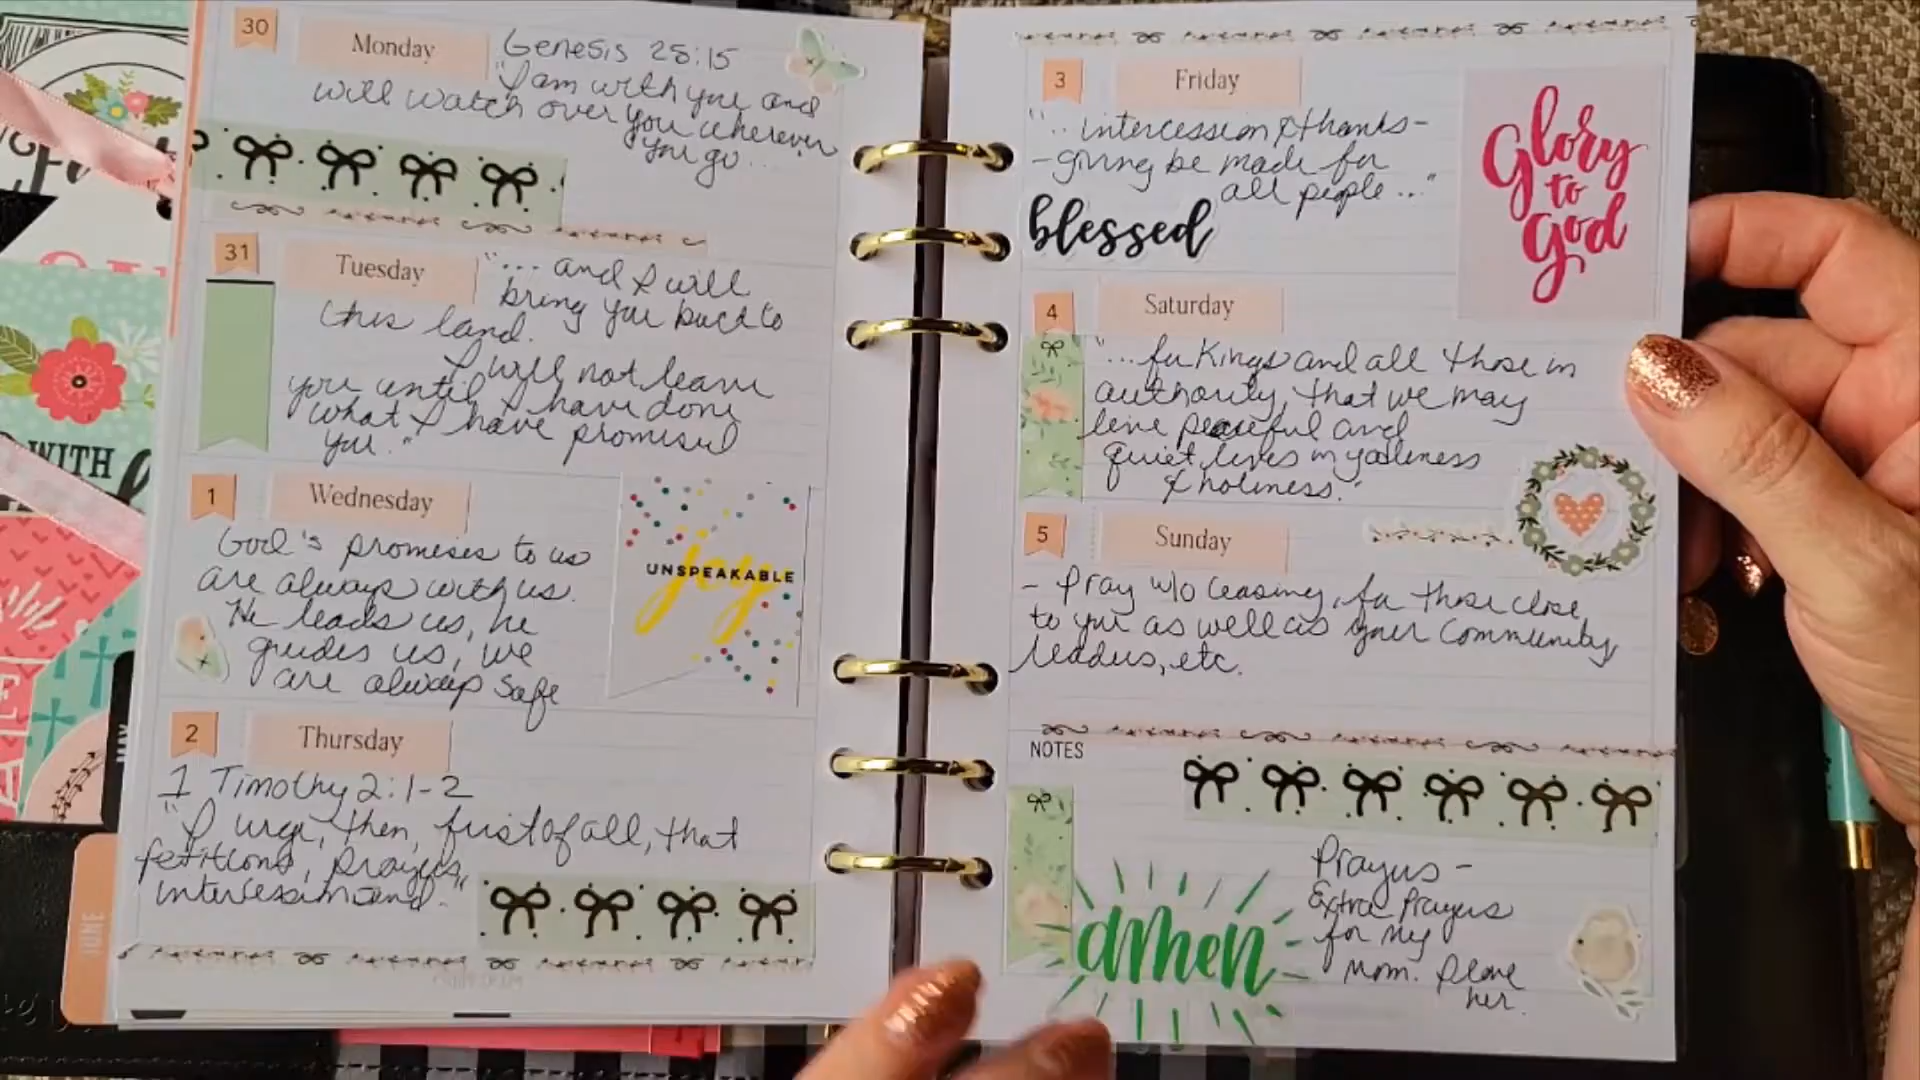 30
Monday
Genesis 28:15
"I am with you and
will watch over you wherever
you go...
31
Tuesday
"... and I will
bring you back to
this land.
I will not leave
you until I have done
what I have promised
you."
1
Wednesday
God's promises to us
are always with us.
He leads us, he
guides us, we
are always safe
joy
UNSPEAKABLE
2
Thursday
1 Timothy 2:1-2
"I urge, then, first of all, that
petitions, prayers,
intercession and."
3
Friday
"... intercession & thanks-
-giving be made for
all people..."
blessed
Glory
to
God
4
Saturday
"... for Kings and all those in
authority, that we may
live peaceful and
quiet lives in godliness
& holiness."
5
Sunday
- Pray w/o ceasing, for those close
to you as well as your community
leaders, etc.
NOTES
amen
Prayers -
Extra Prayers
for my
mom.
her.
WITH
MAY
JUNE